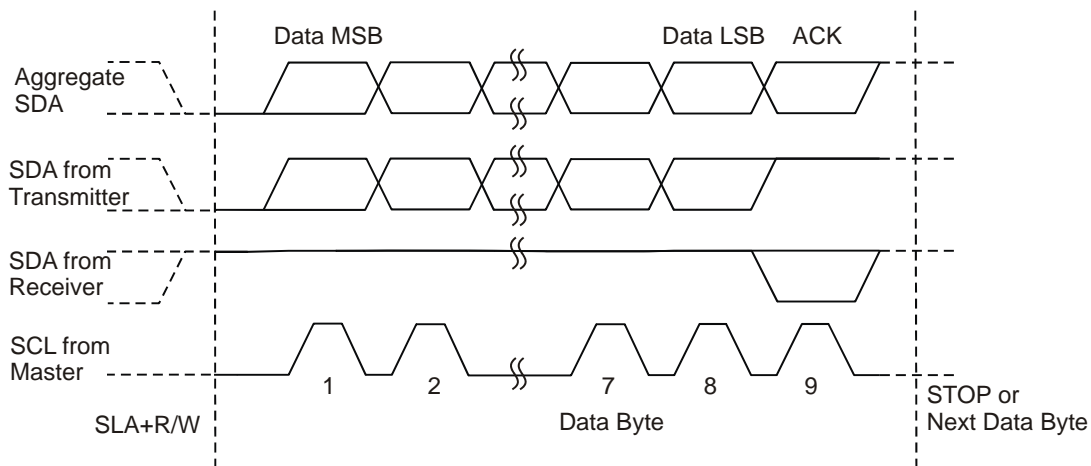 Data MSB
Data LSB
ACK
Aggregate
SDA
SDA from
Transmitter
SDA from
Receiver
SCL from
Master
1
2
7
8
9
SLA+R/W
Data Byte
STOP or
Next Data Byte